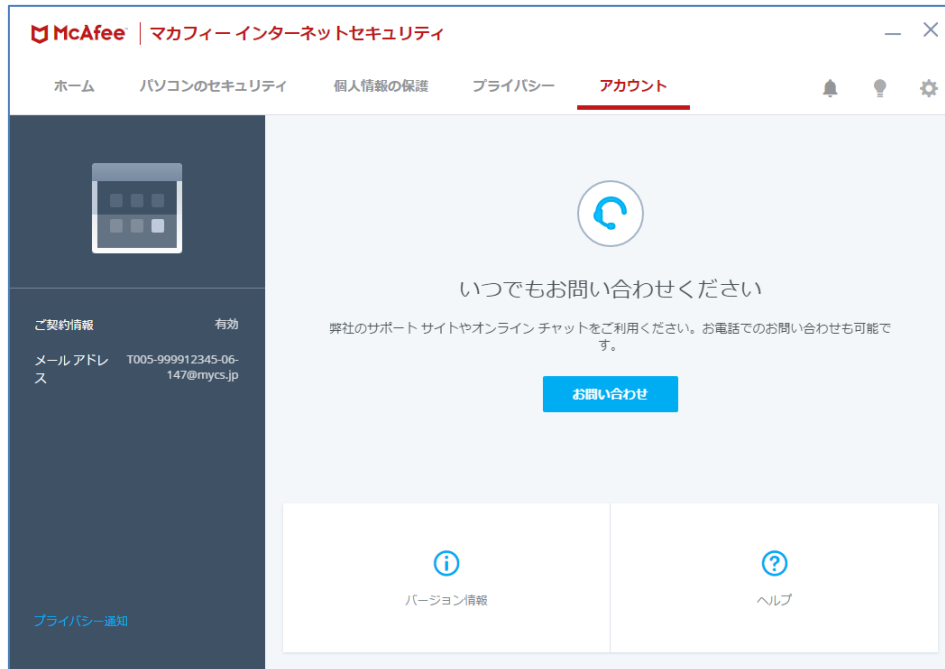 McAfee マカフィー インターネットセキュリティ
ホーム パソコンのセキュリティ 個人情報の保護 プライバシー アカウント
いつでもお問い合わせください
弊社のサポート サイトやオンライン チャットをご利用ください。お電話でのお問い合わせも可能で
す。
お問い合わせ
ご契約情報 有効
メール アドレ T005-999912345-06-
ス 147@mycs.jp
バージョン情報 ヘルプ
プライバシー通知